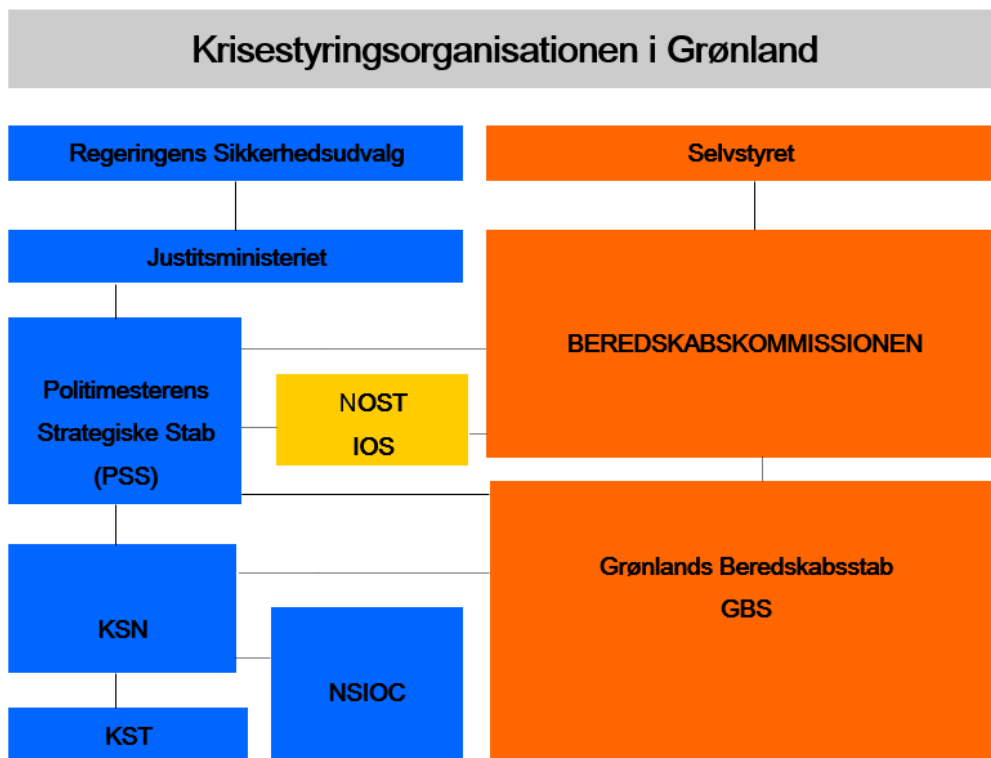 Krisestyringsorganisationen i Grønland
Regeringens Sikkerhedsudvalg
Selvstyret
Justitsministeriet
BEREDSKABSKOMMISSIONEN
Politimesterens
Strategiske Stab
(PSS)
NOST
IOS
Grønlands Beredskabsstab
GBS
KSN
NSIOC
KST